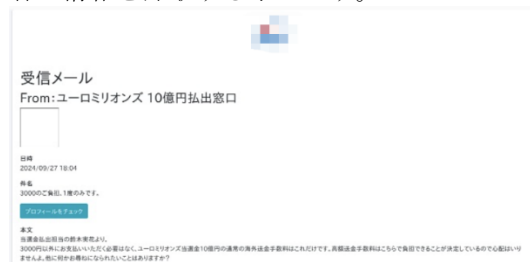 受信メール
From:ユーロミリオンズ 10億円払出窓口
日時
2024/09/27 18:04
件名
3000のご負担、1度のみです。
プロフィールをチェック
本文
当選金払出担当の鈴木実花より。
3000円以外にお支払いいただく必要はなく、ユーロミリオンズ当選金10億円の通常の海外送金手数料はこれだけです。高額送金手数料はこちらで負担できることが決定しているので心配はいり
ませんよ。他に何かお尋ねになられたいことはありますか？